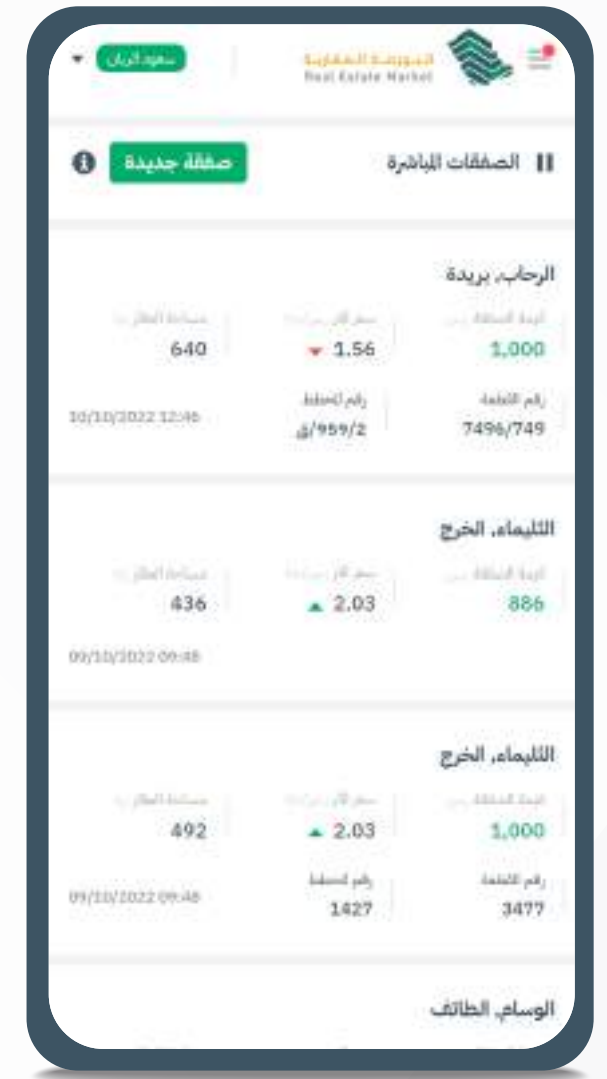 البورصة العقارية
Real Estate Market
سعود الريان
الصفقات المباشرة
صفقة جديدة
الرحاب, بريدة
1,000
1.56
640
رقم القطعة
رقم المخطط
7496/749
ق/959/2
10/10/2022 12:46
الثليماء, الخرج
886
2.03
436
09/10/2022 09:48
الثليماء, الخرج
1,000
2.03
492
رقم القطعة
رقم المخطط
3477
1427
09/10/2022 09:48
الوسام, الطائف